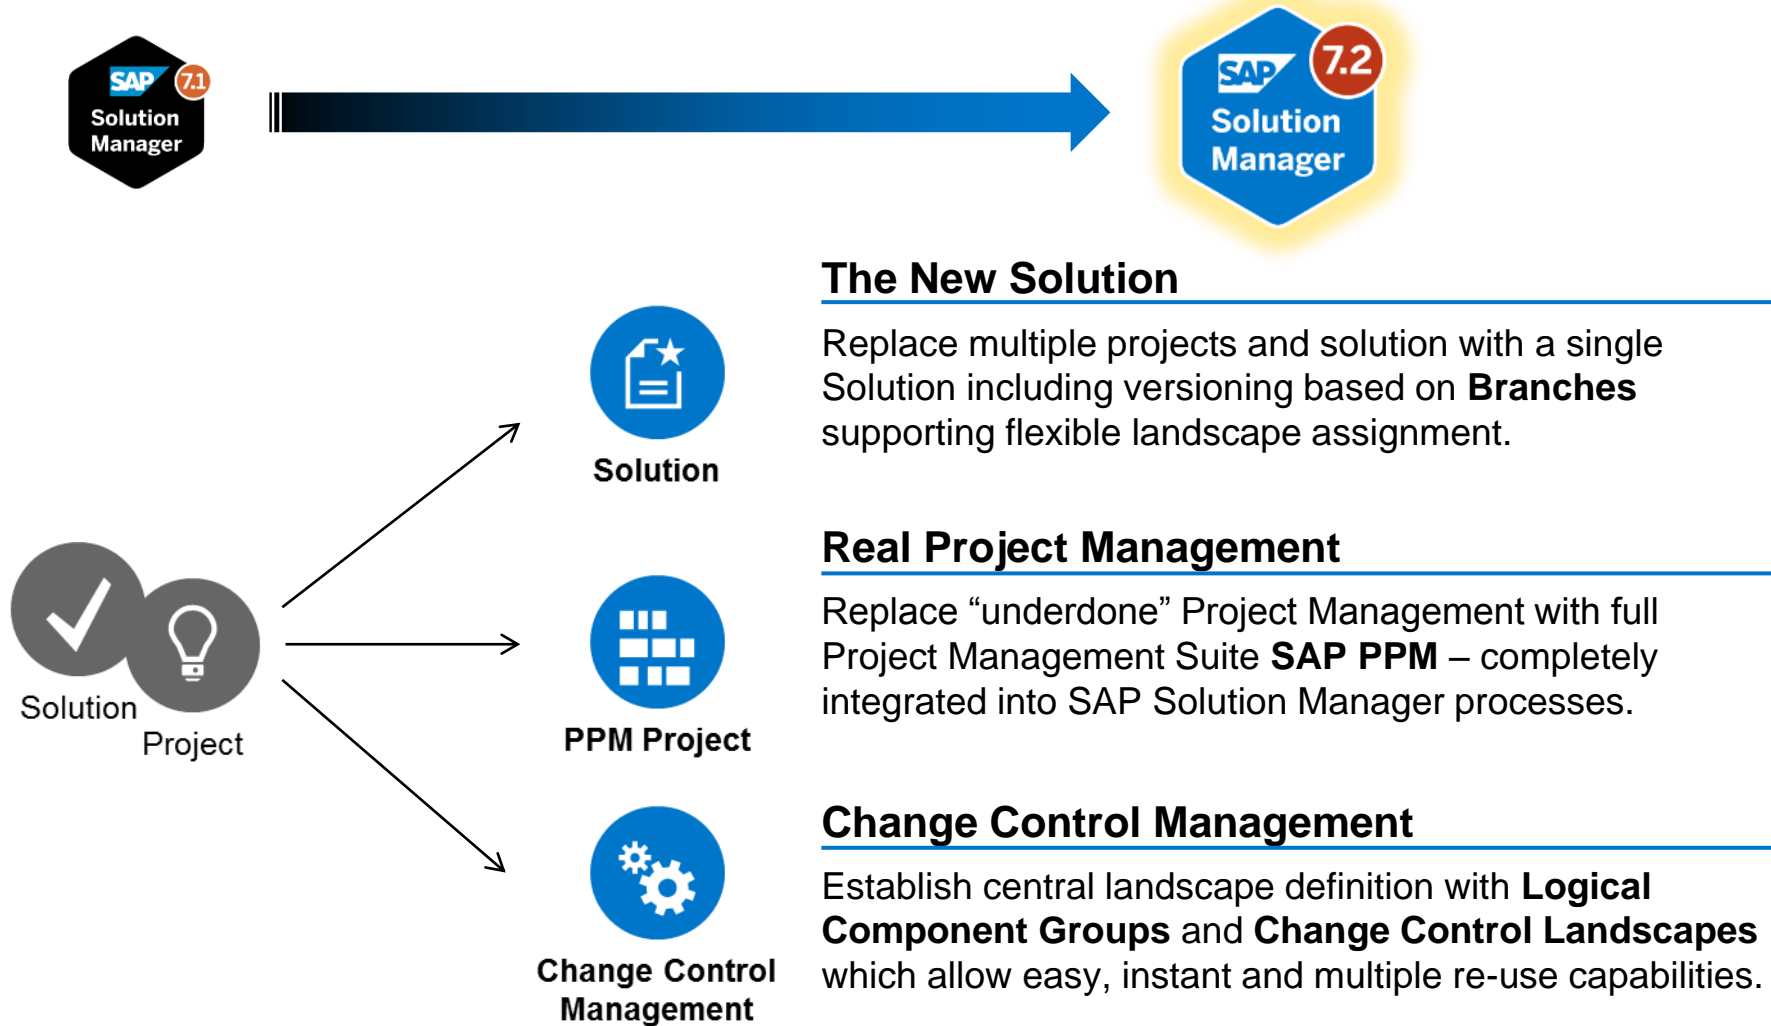 SAP 7.1
Solution
Manager
SAP 7.2
Solution
Manager
The New Solution
Replace multiple projects and solution with a single
Solution including versioning based on Branches
supporting flexible landscape assignment.
Solution
Real Project Management
Replace “underdone” Project Management with full
Project Management Suite SAP PPM – completely
integrated into SAP Solution Manager processes.
PPM Project
Solution
Project
Change Control Management
Establish central landscape definition with Logical
Component Groups and Change Control Landscapes
which allow easy, instant and multiple re-use capabilities.
Change Control
Management